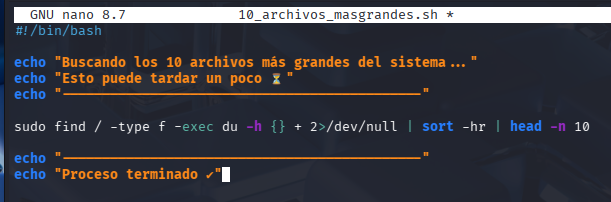 GNU nano 8.7 10_archivos_masgrandes.sh *
#!/bin/bash
echo "Buscando los 10 archivos más grandes del sistema..."
echo "Esto puede tardar un poco ⏳"
echo "---------------------------------------------"
sudo find / -type f -exec du -h {} + 2>/dev/null | sort -hr | head -n 10
echo "---------------------------------------------"
echo "Proceso terminado ✔"